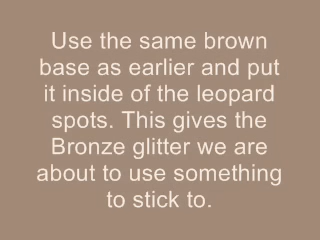 Use the same brown
base as earlier and put
it inside of the leopard
spots. This gives the
Bronze glitter we are
about to use something
to stick to.